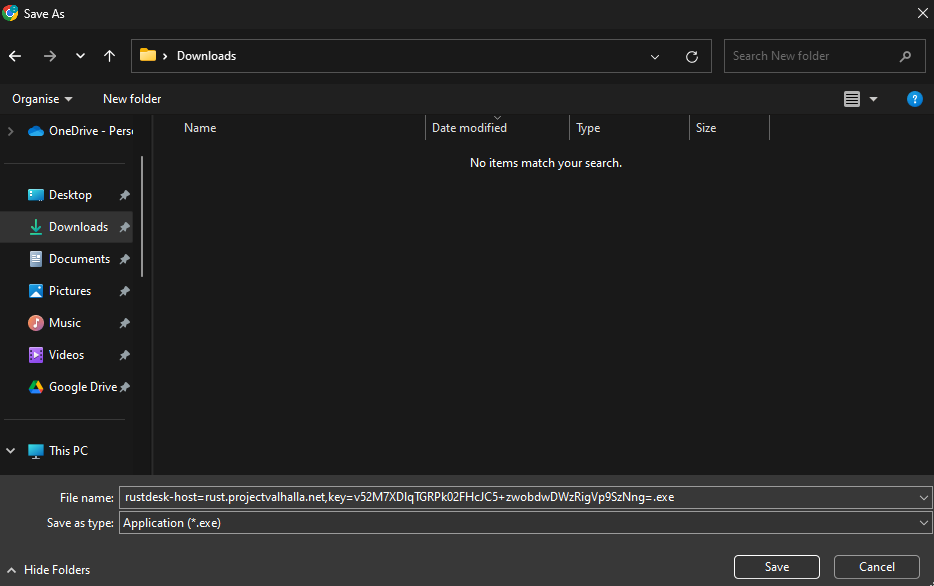 Save As
Downloads
Search New folder
Organise
New folder
?
OneDrive - Pers
Name
Date modified
Type
Size
No items match your search.
Desktop
Downloads
Documents
Pictures
Music
Videos
Google Drive
This PC
File name:
rustdesk-host=rust.projectvalhalla.net,key=v52M7XDIqTGRPk02FHcJC5+zwobdwDWzRigVp9SzNng=.exe
Save as type:
Application (*.exe)
Hide Folders
Save
Cancel